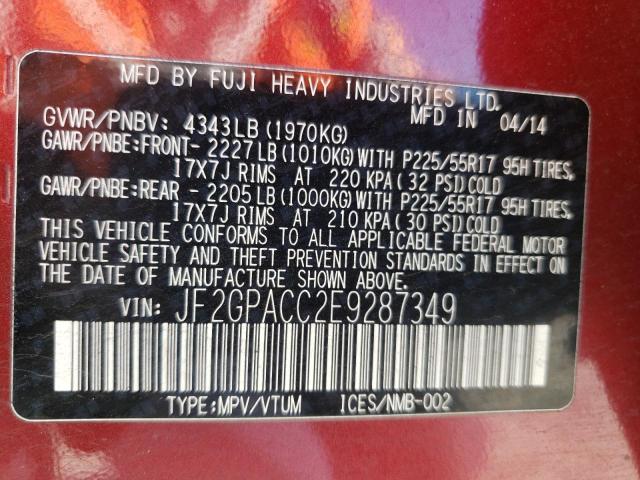 MFD BY FUJI HEAVY INDUSTRIES LTD.
MFD IN 04/14
GVWR/PNBV: 4343LB(1970KG)
GAWR/PNBE:FRONT- 2227LB(1010KG)WITH P225/55R17 95H TIRES,
17X7J RIMS AT 220 KPA(32 PSI)COLD
GAWR/PNBE:REAR - 2205LB(1000KG)WITH P225/55R17 95H TIRES,
17X7J RIMS AT 210 KPA(30 PSI)COLD
THIS VEHICLE CONFORMS TO ALL APPLICABLE FEDERAL MOTOR
VEHICLE SAFETY AND THEFT PREVENTION STANDARDS IN EFFECT ON
THE DATE OF MANUFACTURE SHOWN ABOVE.
VIN: JF2GPACC2E9287349
TYPE:MPV/VTUM ICES/NMB-002